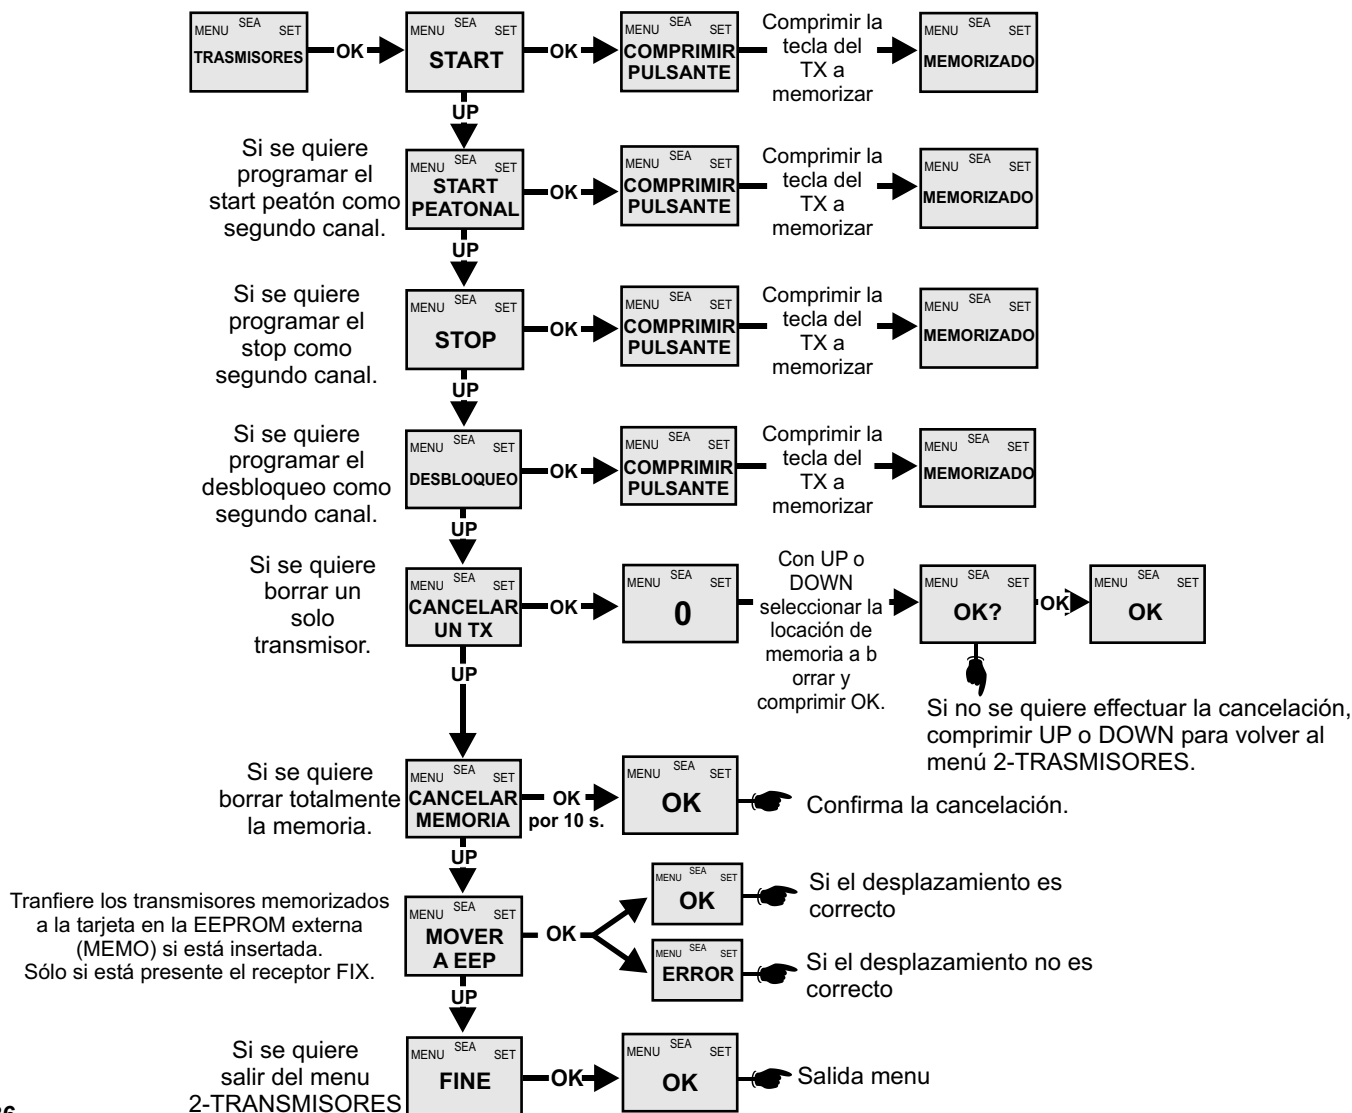 MENU SEA SET
TRASMISORES
OK
MENU SEA SET
START
OK
MENU SEA SET
COMPRIMIR
PULSANTE
Comprimir la
tecla del
TX a
memorizar
MENU SEA SET
MEMORIZADO
UP
Si se quiere
programar el
start peatón como
segundo canal.
MENU SEA SET
START
PEATONAL
OK
MENU SEA SET
COMPRIMIR
PULSANTE
Comprimir la
tecla del
TX a
memorizar
MENU SEA SET
MEMORIZADO
UP
Si se quiere
programar el
stop como
segundo canal.
MENU SEA SET
STOP
OK
MENU SEA SET
COMPRIMIR
PULSANTE
Comprimir la
tecla del
TX a
memorizar
MENU SEA SET
MEMORIZADO
UP
Si se quiere
programar el
desbloqueo como
segundo canal.
MENU SEA SET
DESBLOQUEO
OK
MENU SEA SET
COMPRIMIR
PULSANTE
Comprimir la
tecla del
TX a
memorizar
MENU SEA SET
MEMORIZADO
UP
Si se quiere
borrar un
solo
transmisor.
MENU SEA SET
CANCELAR
UN TX
OK
MENU SEA SET
0
Con UP o
DOWN
seleccionar la
locación de
memoria a b
orrar y
comprimir OK.
MENU SEA SET
OK?
OK
MENU SEA SET
OK
Si no se quiere effectuar la cancelación,
comprimir UP o DOWN para volver al
menú 2-TRASMISORES.
UP
Si se quiere
borrar totalmente
la memoria.
MENU SEA SET
CANCELAR
MEMORIA
OK
por 10 s.
MENU SEA SET
OK
Confirma la cancelación.
UP
Tranfiere los transmisores memorizados
a la tarjeta en la EEPROM externa
(MEMO) si está insertada.
Sólo si está presente el receptor FIX.
MENU SEA SET
MOVER
A EEP
OK
MENU SEA SET
OK
Si el desplazamiento es
correcto
MENU SEA SET
ERROR
Si el desplazamiento no es
correcto
UP
Si se quiere
salir del menu
2-TRANSMISORES
MENU SEA SET
FINE
OK
MENU SEA SET
OK
Salida menu